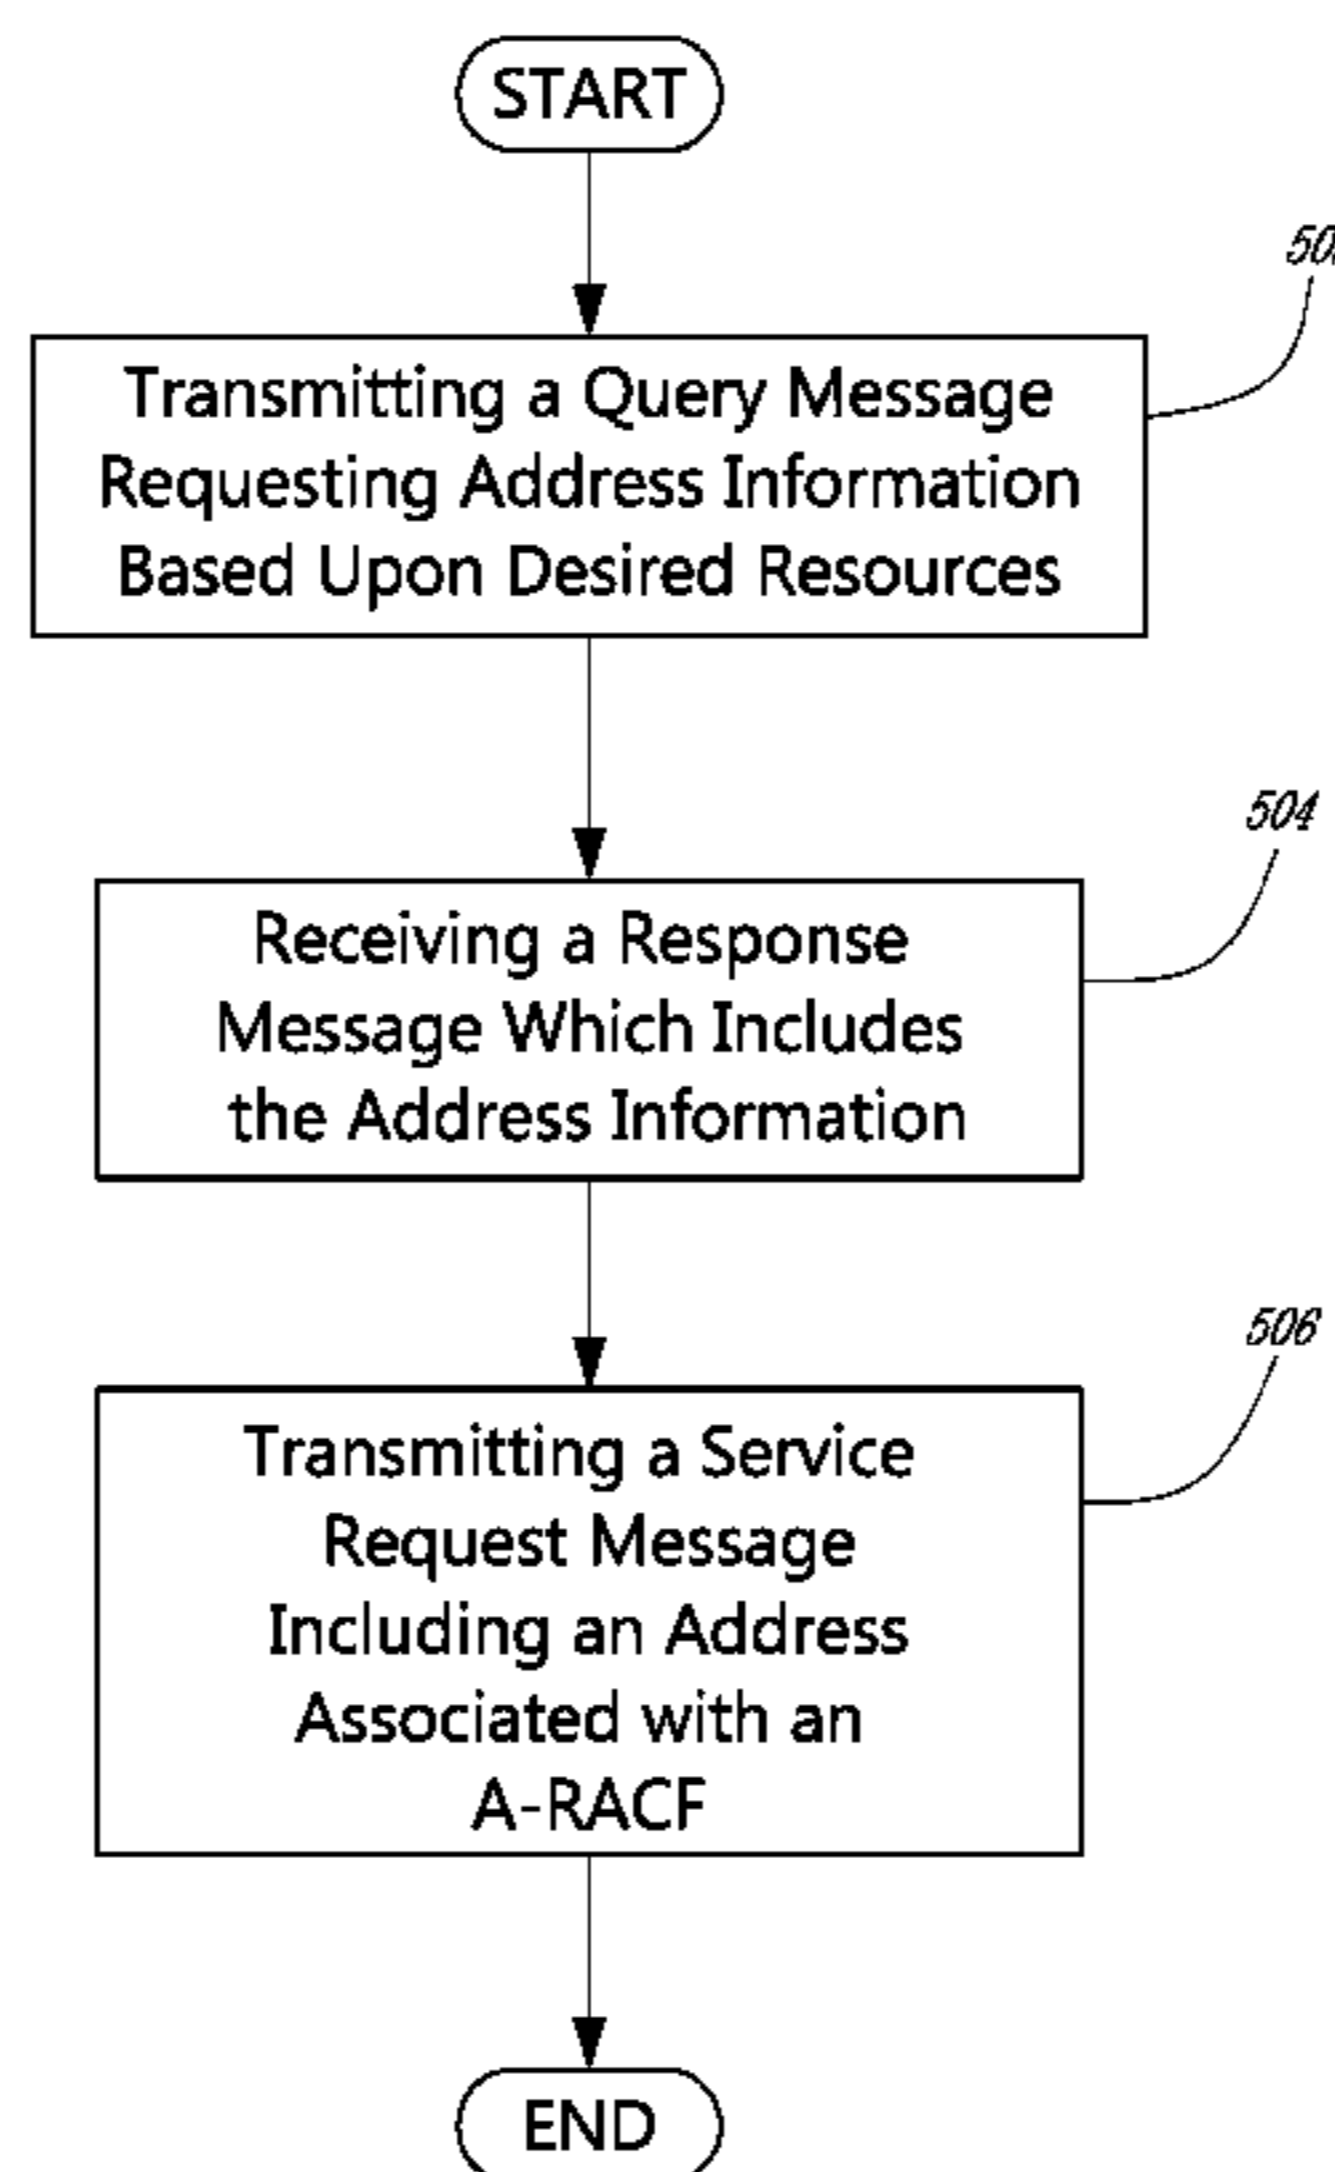 START
Transmitting a Query Message
Requesting Address Information
Based Upon Desired Resources
504
Receiving a Response
Message Which Includes
the Address Information
506
Transmitting a Service
Request Message
Including an Address
Associated with an
A-RACF
END